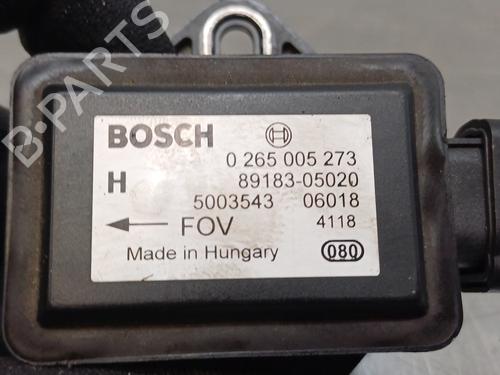 BOSCH
0 265 005 273
H 89183-05020
5003543 06018
FOV 4118
Made in Hungary 080
B-PARTS